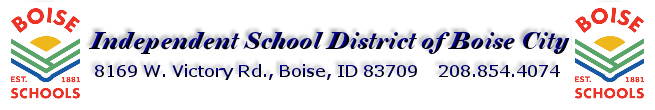 BOISE
EST. 1881
SCHOOLS
Independent School District of Boise City
8169 W. Victory Rd., Boise, ID 83709 208.854.4074
BOISE
EST. 1881
SCHOOLS